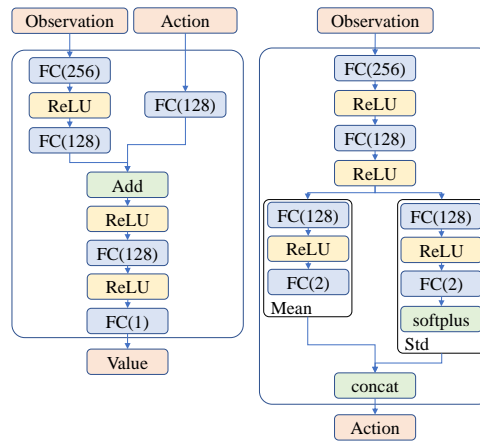 Observation
Action
FC(256)
ReLU
FC(128)
FC(128)
Add
ReLU
FC(128)
ReLU
FC(1)
Value
Observation
FC(256)
ReLU
FC(128)
ReLU
FC(128)
ReLU
FC(2)
Mean
FC(128)
ReLU
FC(2)
softplus
Std
concat
Action